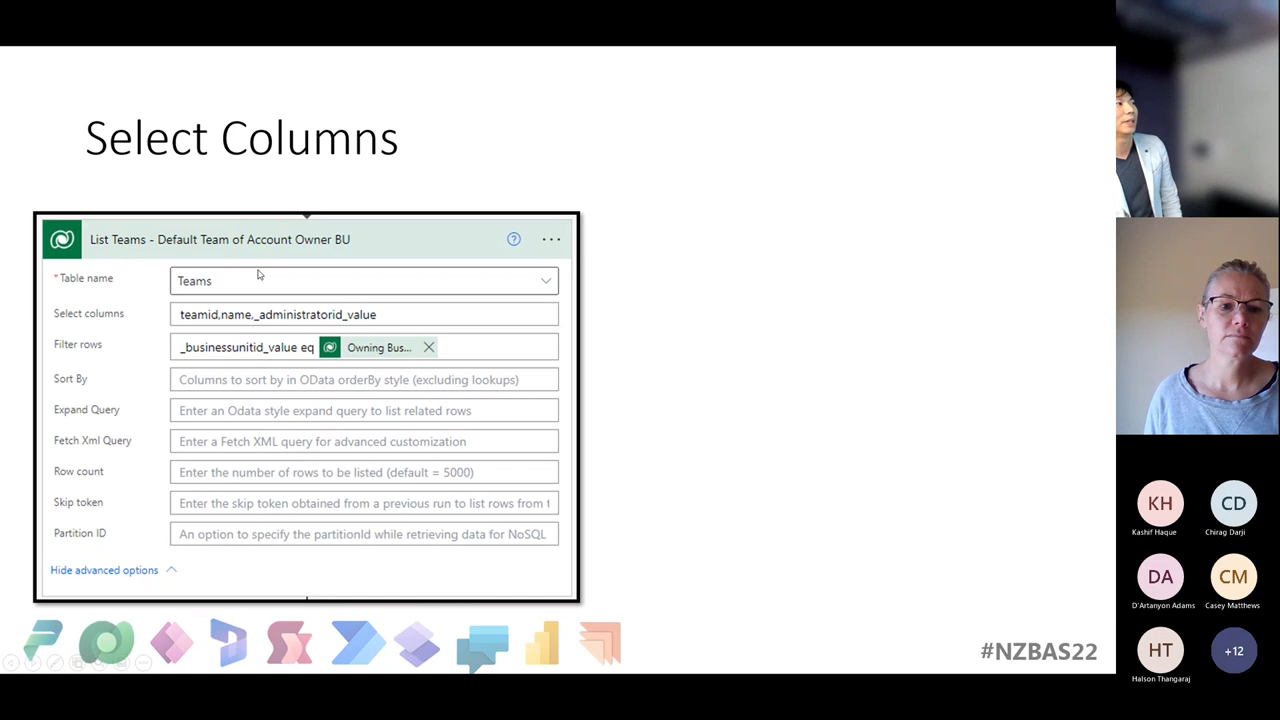 Select Columns
List Teams - Default Team of Account Owner BU
* Table name
Teams
Select columns
teamid,name,_administratorid_value
Filter rows
_businessunitid_value eq Owning Bus...
Sort By
Columns to sort by in OData orderBy style (excluding lookups)
Expand Query
Enter an Odata style expand query to list related rows
Fetch Xml Query
Enter a Fetch XML query for advanced customization
Row count
Enter the number of rows to be listed (default = 5000)
Skip token
Enter the skip token obtained from a previous run to list rows from t
Partition ID
An option to specify the partitionId while retrieving data for NoSQL
Hide advanced options
#NZBAS22
KH
CD
Kashif Haque
Chirag Darji
DA
CM
D'Artanyon Adams
Casey Matthews
HT
+12
Halson Thangaraj